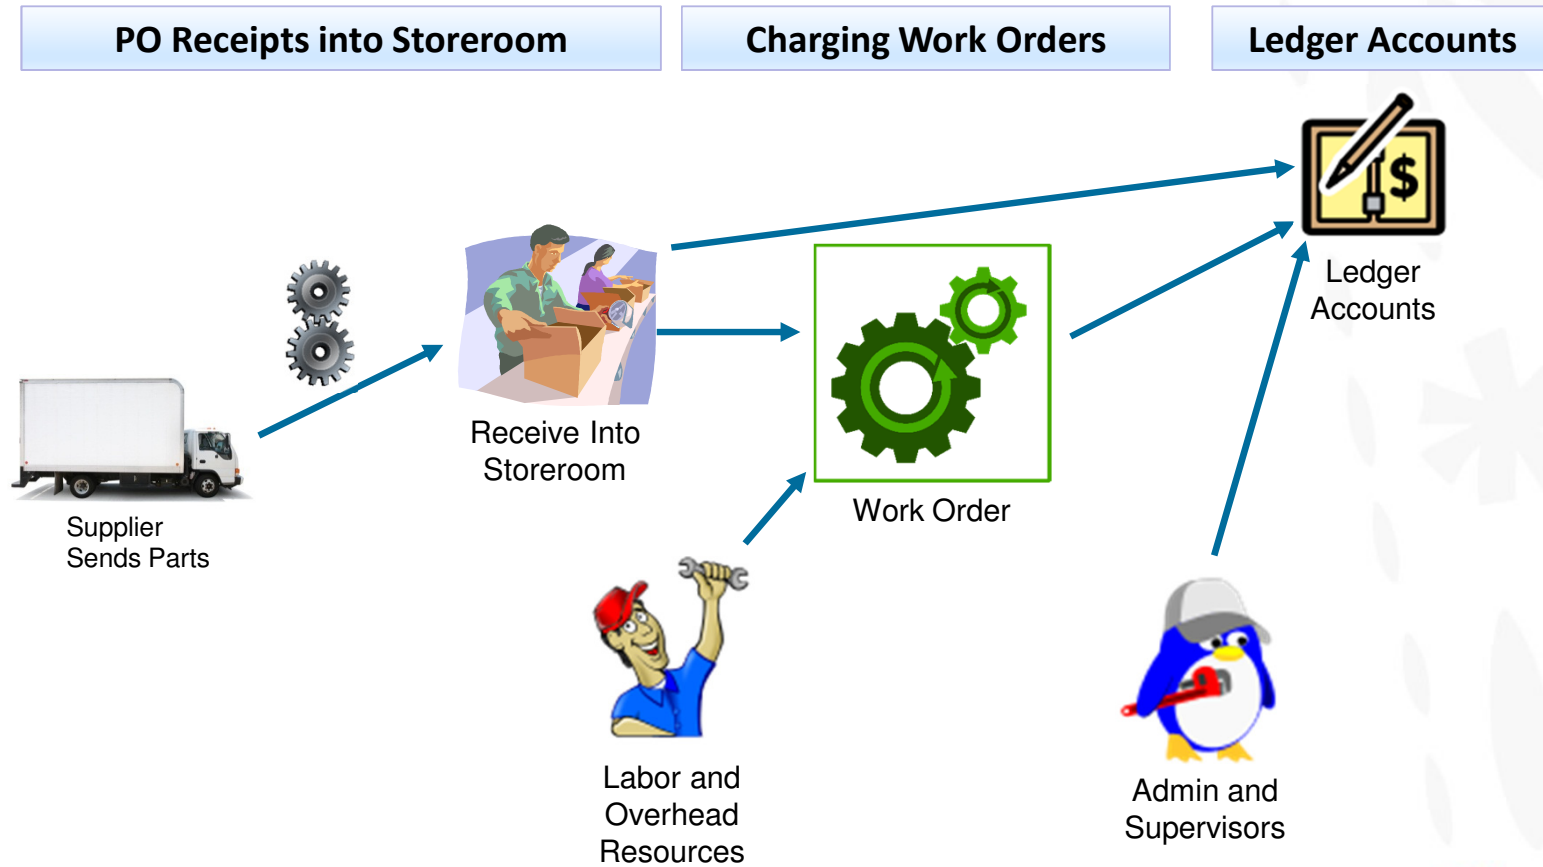 PO Receipts into Storeroom
Charging Work Orders
Ledger Accounts
$
Ledger
Accounts
Receive Into
Storeroom
Work Order
Supplier
Sends Parts
Labor and
Overhead
Resources
Admin and
Supervisors